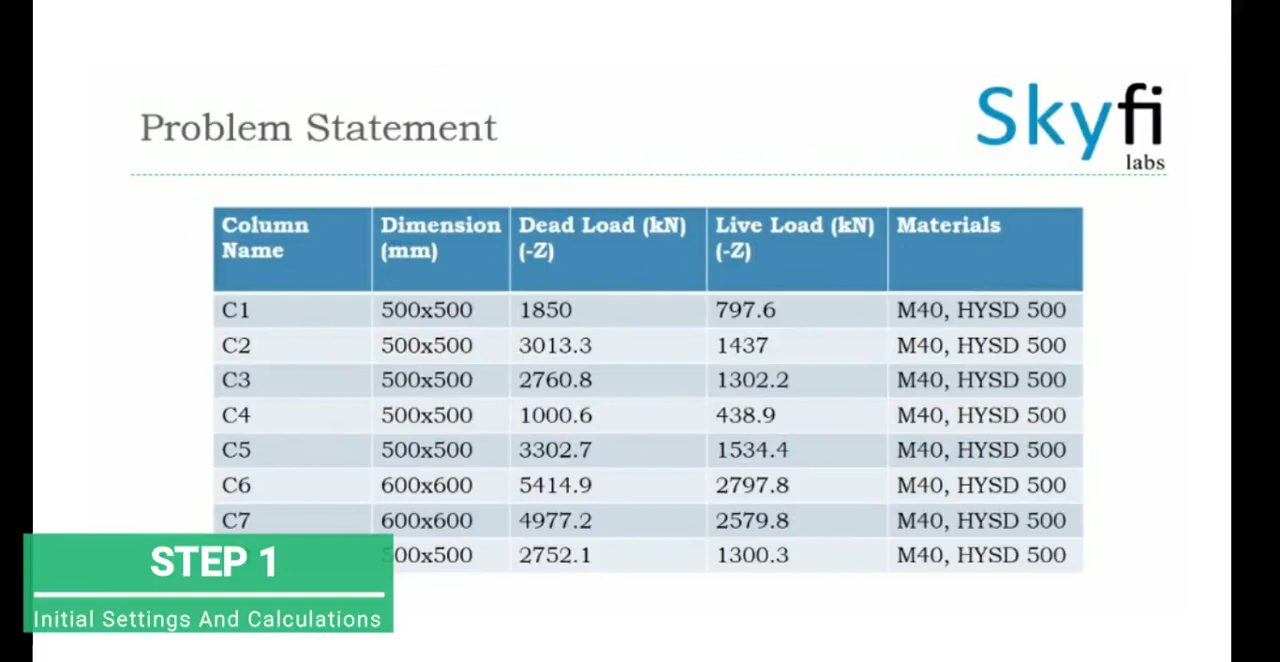 Problem Statement
Skyfi
labs
Column Name Dimension (mm) Dead Load (kN) (-Z) Live Load (kN) (-Z) Materials
C1 500x500 1850 797.6 M40, HYSD 500
C2 500x500 3013.3 1437 M40, HYSD 500
C3 500x500 2760.8 1302.2 M40, HYSD 500
C4 500x500 1000.6 438.9 M40, HYSD 500
C5 500x500 3302.7 1534.4 M40, HYSD 500
C6 600x600 5414.9 2797.8 M40, HYSD 500
C7 600x600 4977.2 2579.8 M40, HYSD 500
2752.1 1300.3 M40, HYSD 500
STEP 1
Initial Settings And Calculations